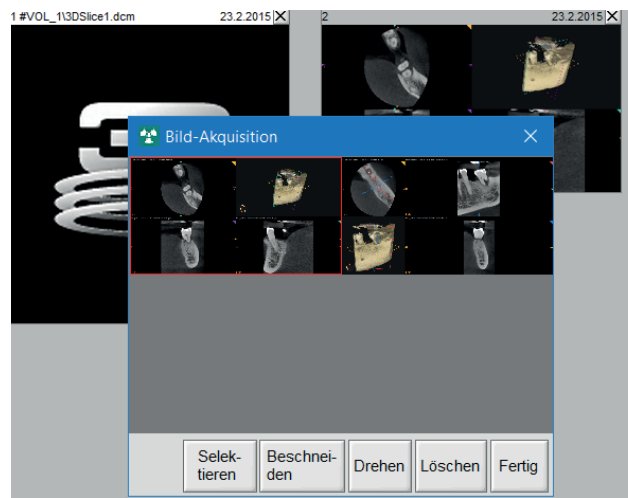 1 #VOL_1\3DSlice1.dcm 23.2.2015
2 23.2.2015
Bild-Akquisition
Selek-
tieren
Beschnei-
den
Drehen
Löschen
Fertig